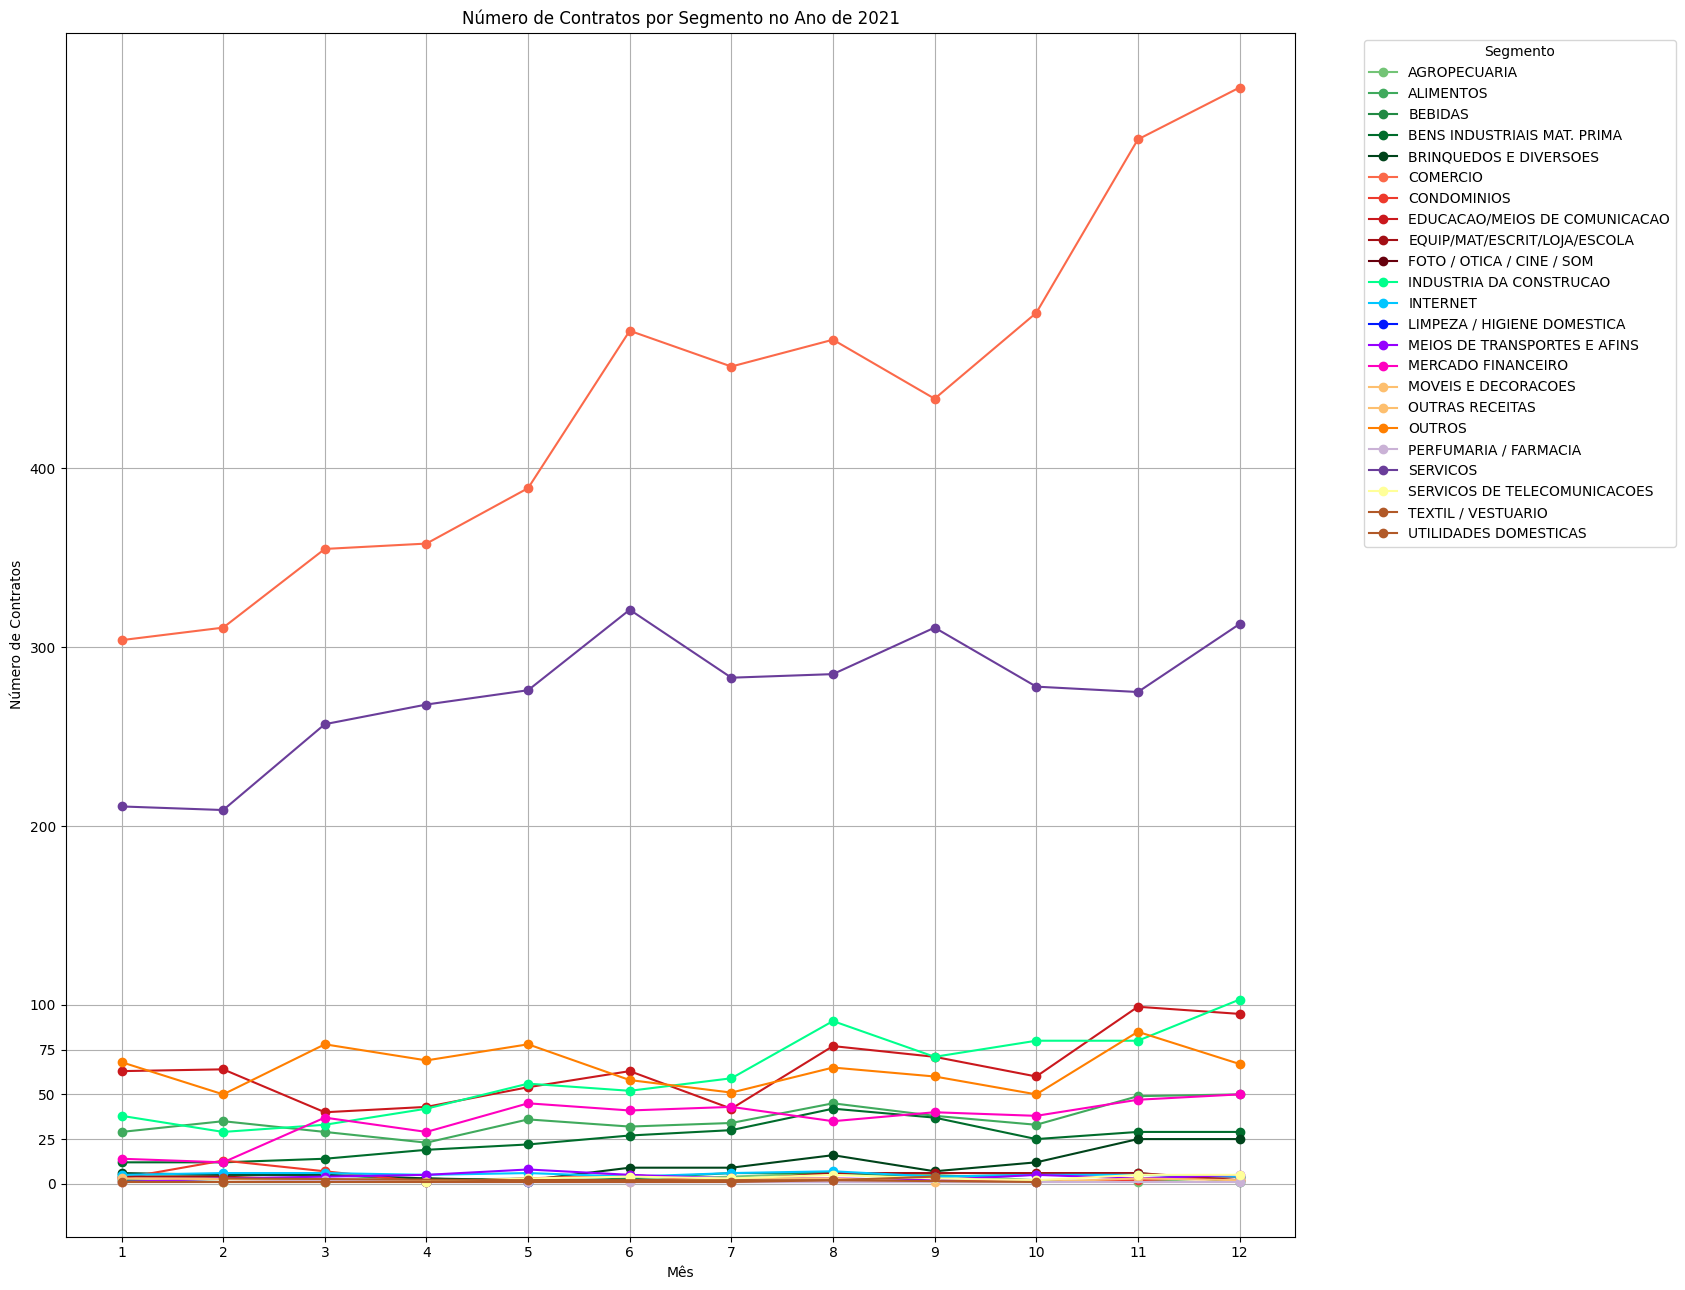 Número de Contratos por Segmento no Ano de 2021
Segmento
AGROPECUARIA
ALIMENTOS
BEBIDAS
BENS INDUSTRIAIS MAT. PRIMA
BRINQUEDOS E DIVERSOES
COMERCIO
CONDOMINIOS
EDUCACAO/MEIOS DE COMUNICACAO
EQUIP/MAT/ESCRIT/LOJA/ESCOLA
FOTO / OTICA / CINE / SOM
INDUSTRIA DA CONSTRUCAO
INTERNET
LIMPEZA / HIGIENE DOMESTICA
MEIOS DE TRANSPORTES E AFINS
MERCADO FINANCEIRO
MOVEIS E DECORACOES
OUTRAS RECEITAS
OUTROS
PERFUMARIA / FARMACIA
SERVICOS
SERVICOS DE TELECOMUNICACOES
TEXTIL / VESTUARIO
UTILIDADES DOMESTICAS
Número de Contratos
400
300
200
100
75
50
25
0
1 2 3 4 5 6 7 8 9 10 11 12
Mês